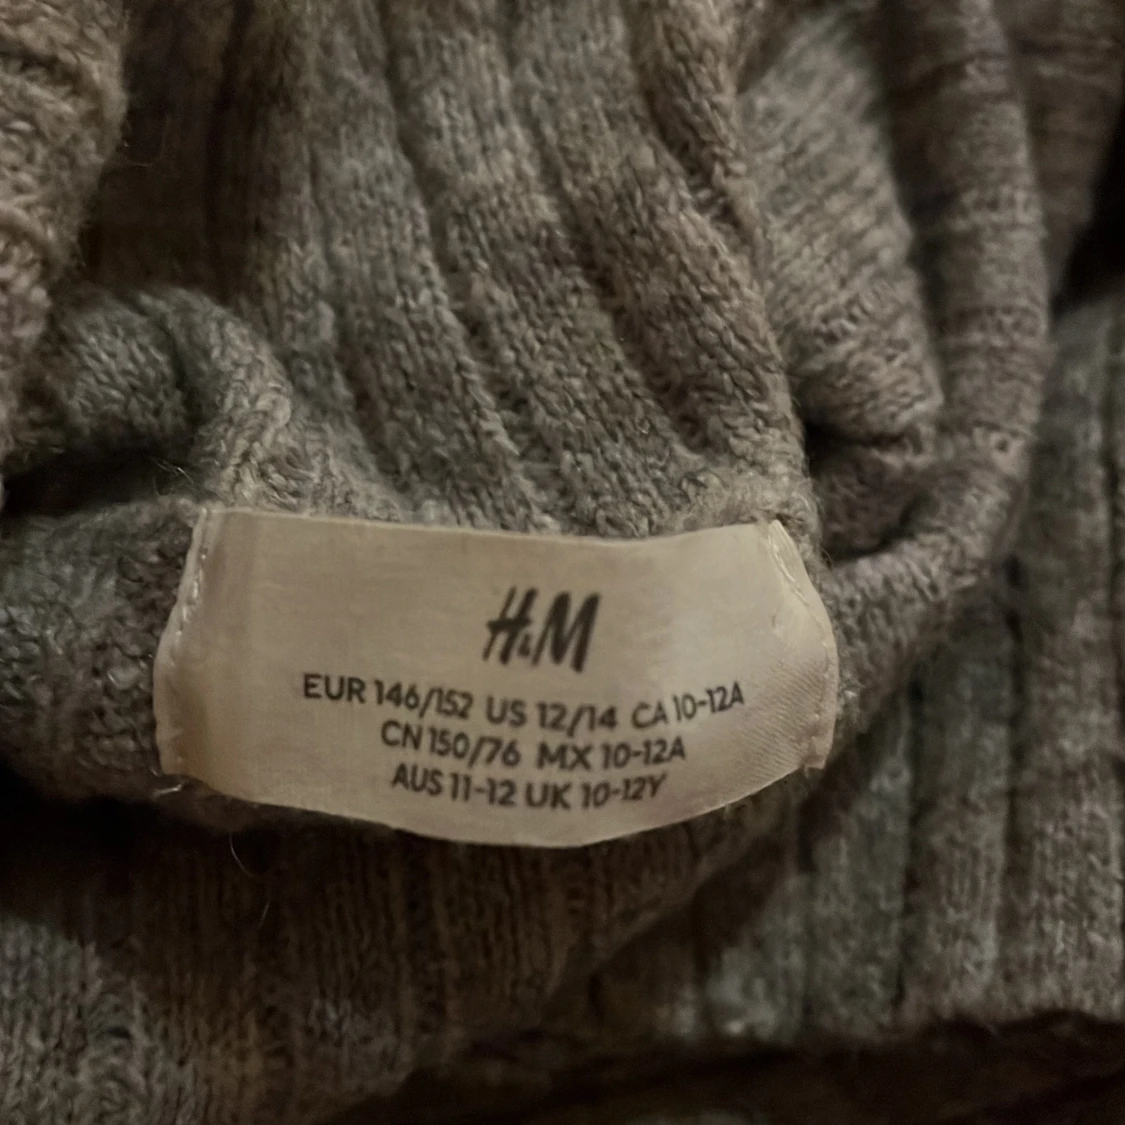 H&M
EUR 146/152 US 12/14 CA 10-12A
CN 150/76 MX 10-12A
AUS 11-12 UK 10-12Y